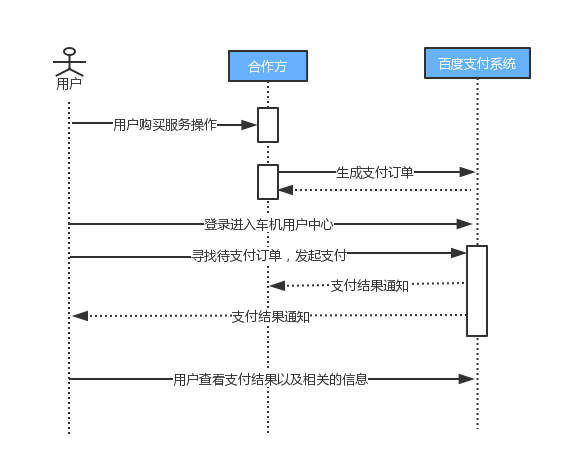 用户
合作方
百度支付系统
用户购买服务操作
生成支付订单
登录进入车机用户中心
寻找待支付订单，发起支付
支付结果通知
支付结果通知
用户查看支付结果以及相关的信息